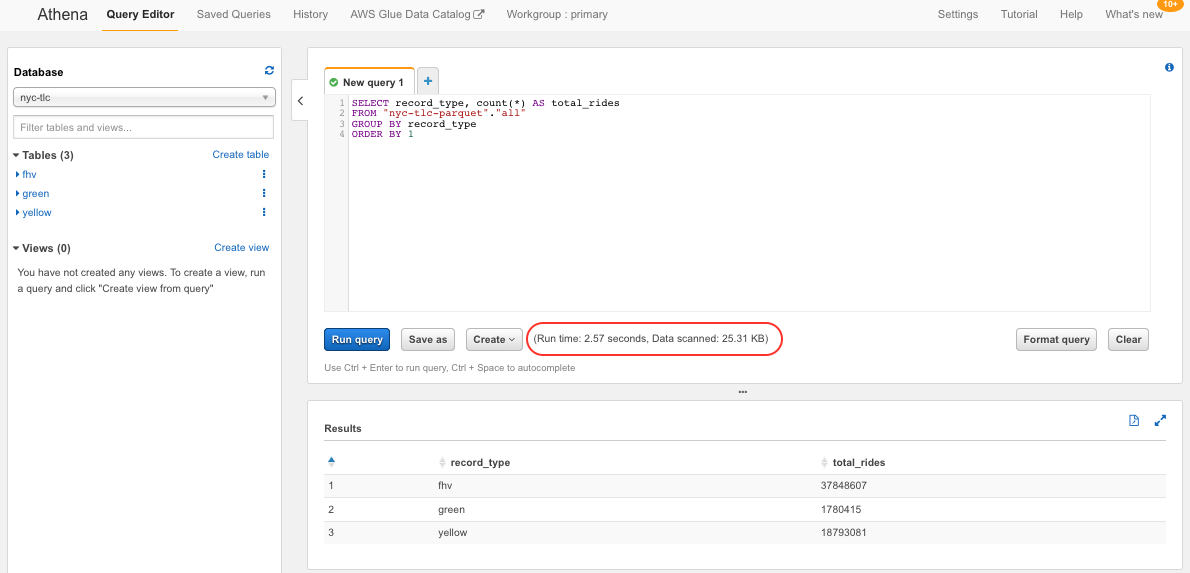 Athena Query Editor Saved Queries History AWS Glue Data Catalog Workgroup : primary Settings Tutorial Help What's new 10+
Database
nyc-tlc
Filter tables and views...
Tables (3) Create table
fhv
green
yellow
Views (0) Create view
You have not created any views. To create a view, run
a query and click "Create view from query"
New query 1 +
1 SELECT record_type, count(*) AS total_rides
2 FROM "nyc-tlc-parquet"."all"
3 GROUP BY record_type
4 ORDER BY 1
Run query Save as Create (Run time: 2.57 seconds, Data scanned: 25.31 KB) Format query Clear
Use Ctrl + Enter to run query, Ctrl + Space to autocomplete
Results
record_type total_rides
1 fhv 37848607
2 green 1780415
3 yellow 18793081